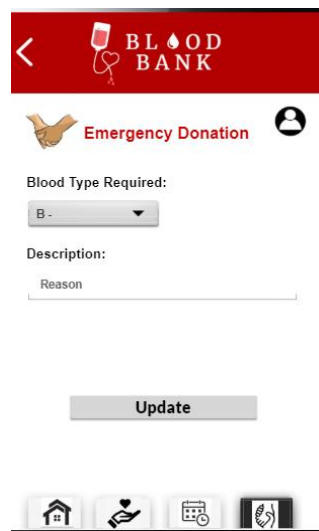 BLOOD
BANK
Emergency Donation
Blood Type Required:
B -
Description:
Reason
Update